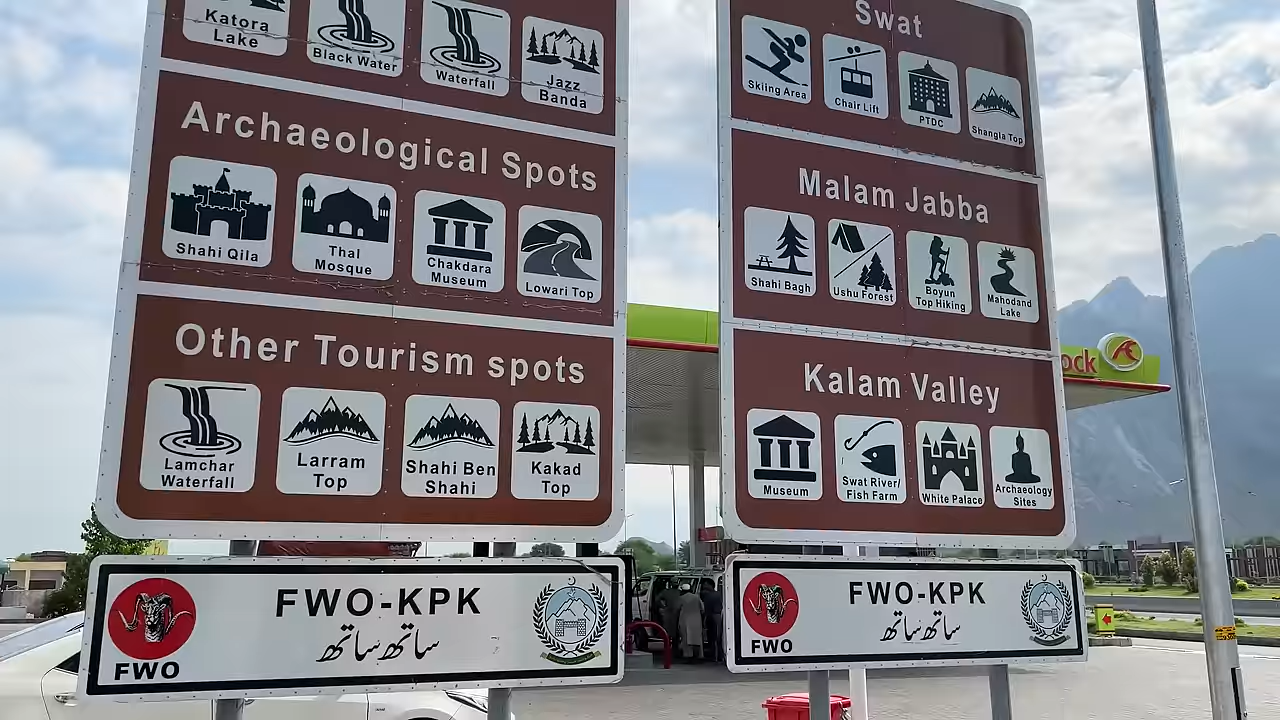 Katora
Lake
Black Water
Waterfall
Jazz
Banda
Archaeological Spots
Shahi Qila
Thal
Mosque
Chakdara
Museum
Lowari Top
Other Tourism spots
Lamchar
Waterfall
Larram
Top
Shahi Ben
Shahi
Kakad
Top
FWO-KPK
ساتھ ساتھ
FWO
Swat
Skiing Area
Chair Lift
PTDC
Shangla Top
Malam Jabba
Shahi Bagh
Ushu Forest
Boyun
Top Hiking
Mahodand
Lake
Kalam Valley
Museum
Swat River/
Fish Farm
White Palace
Archaeology
Sites
FWO-KPK
ساتھ ساتھ
FWO
ock